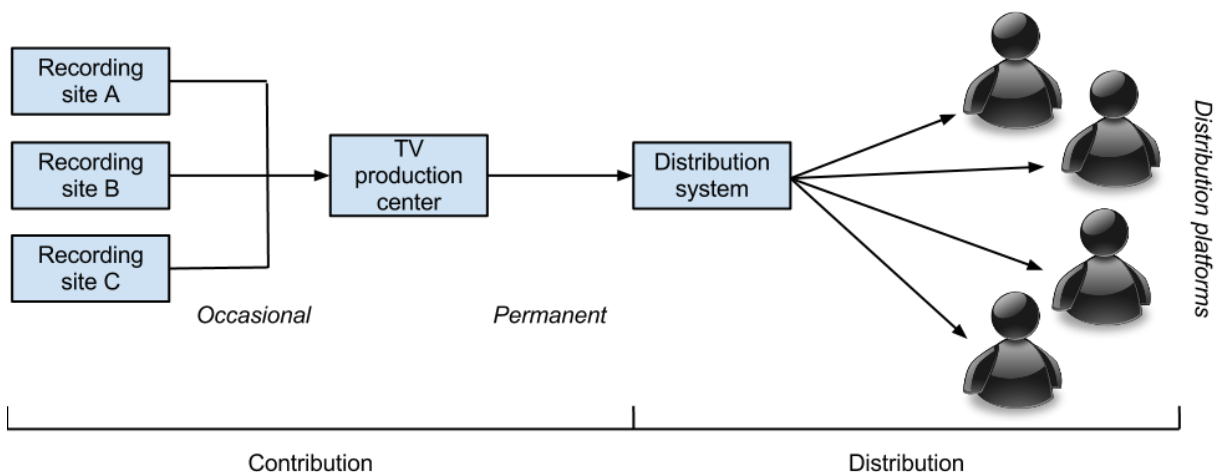 Recording
site A
Recording
site B
Recording
site C
TV
production
center
Distribution
system
Occasional
Permanent
Distribution platforms
Contribution
Distribution